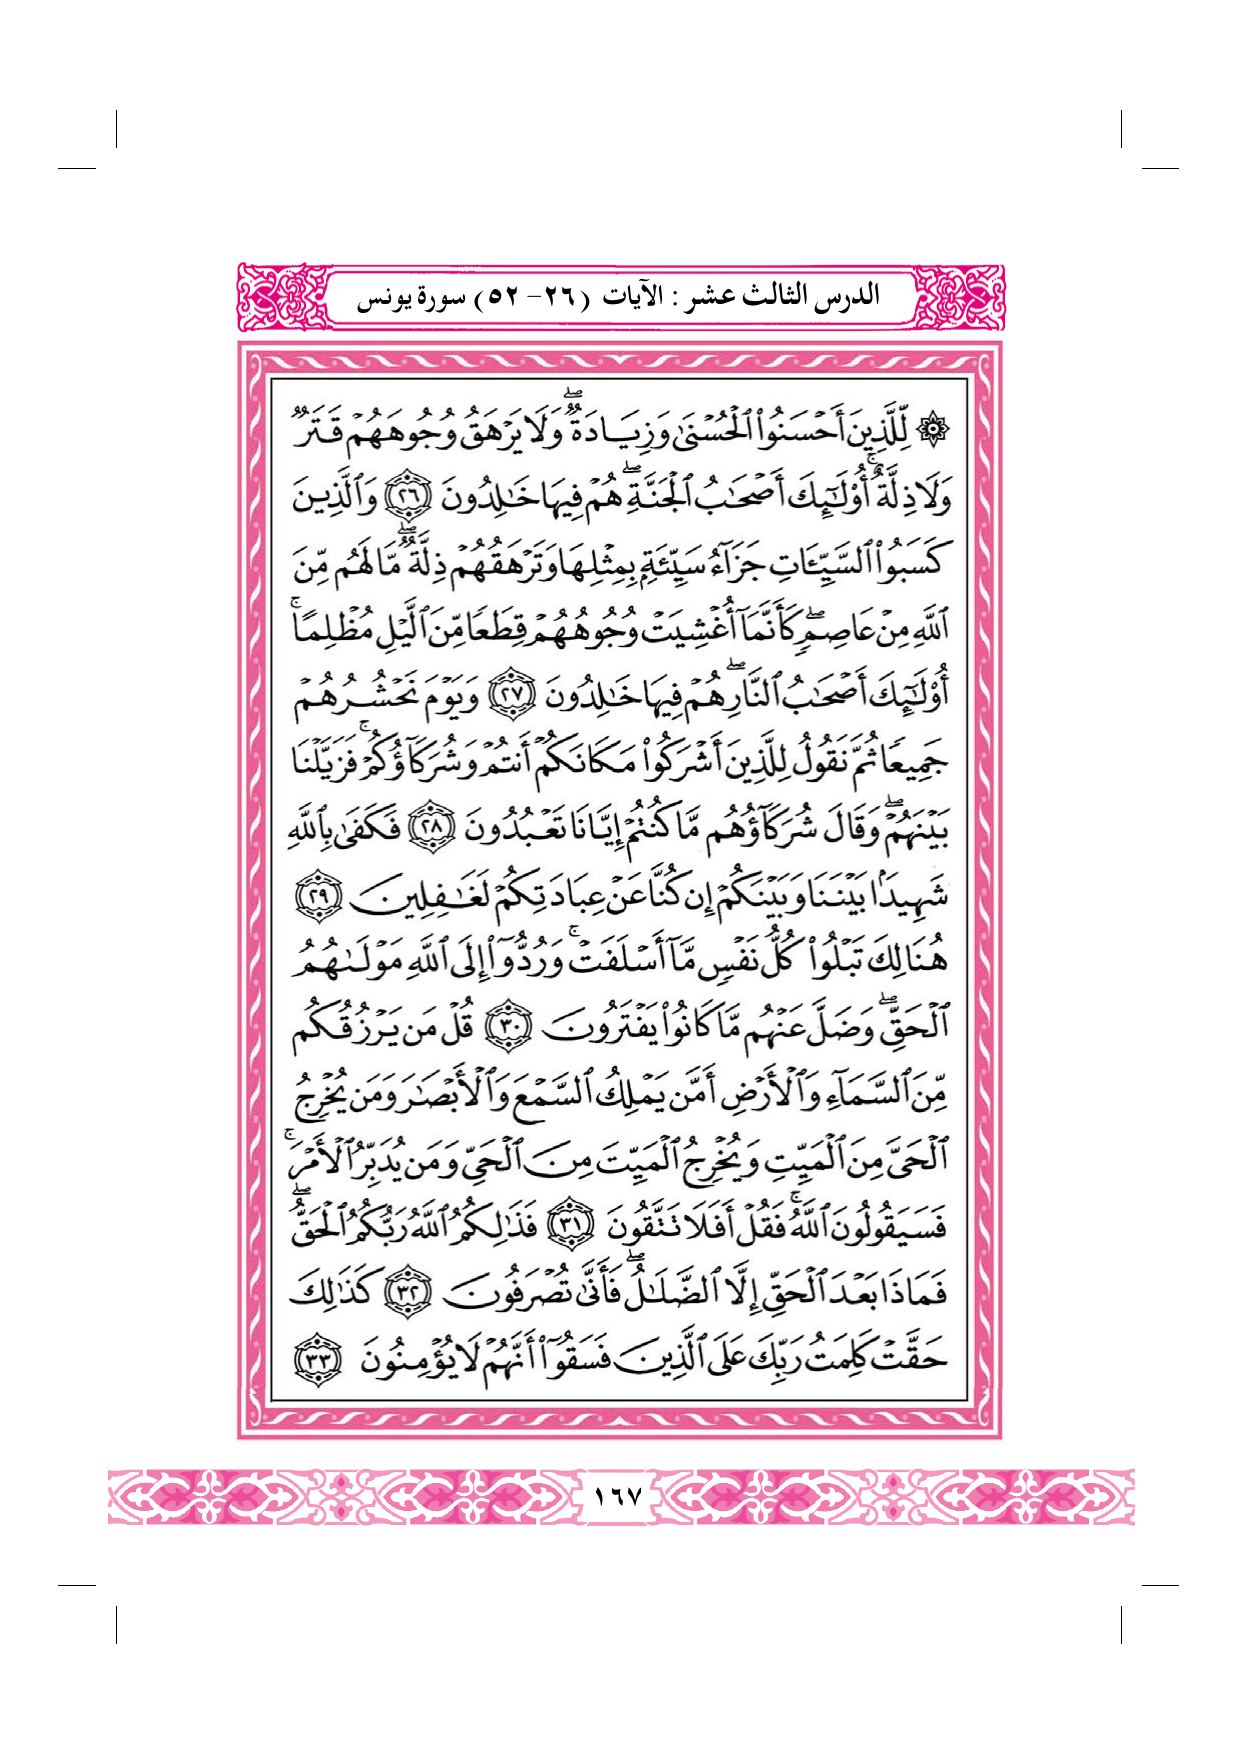 الدرس الثالث عشر : الآيات (٢٦- ٥٢) سورة يونس
۞ لِّلَّذِينَ أَحْسَنُوا۟ ٱلْحُسْنَىٰ وَزِيَادَةٌ ۖ وَلَا يَرْهَقُ وُجُوهَهُمْ قَتَرٌ
وَلَا ذِلَّةٌ ۚ أُو۟لَـٰٓئِكَ أَصْحَـٰبُ ٱلْجَنَّةِ ۖ هُمْ فِيهَا خَـٰلِدُونَ ﴿٢٦﴾ وَٱلَّذِينَ
كَسَبُوا۟ ٱلسَّيِّـَٔاتِ جَزَآءُ سَيِّئَةٍۭ بِمِثْلِهَا وَتَرْهَقُهُمْ ذِلَّةٌ ۖ مَّا لَهُم مِّنَ
ٱللَّهِ مِنْ عَاصِمٍ ۖ كَأَنَّمَآ أُغْشِيَتْ وُجُوهُهُمْ قِطَعًا مِّنَ ٱلَّيْلِ مُظْلِمًا ۚ
أُو۟لَـٰٓئِكَ أَصْحَـٰبُ ٱلنَّارِ ۖ هُمْ فِيهَا خَـٰلِدُونَ ﴿٢٧﴾ وَيَوْمَ نَحْشُرُهُمْ
جَمِيعًا ثُمَّ نَقُولُ لِلَّذِينَ أَشْرَكُوا۟ مَكَانَكُمْ أَنتُمْ وَشُرَكَآؤُكُمْ ۚ فَزَيَّلْنَا
بَيْنَهُمْ ۖ وَقَالَ شُرَكَآؤُهُم مَّا كُنتُمْ إِيَّانَا تَعْبُدُونَ ﴿٢٨﴾ فَكَفَىٰ بِٱللَّهِ
شَهِيدًۢا بَيْنَنَا وَبَيْنَكُمْ إِن كُنَّا عَنْ عِبَادَتِكُمْ لَغَـٰفِلِينَ ﴿٢٩﴾
هُنَالِكَ تَبْلُوا۟ كُلُّ نَفْسٍ مَّآ أَسْلَفَتْ ۚ وَرُدُّوٓا۟ إِلَى ٱللَّهِ مَوْلَىٰهُمُ
ٱلْحَقِّ ۖ وَضَلَّ عَنْهُم مَّا كَانُوا۟ يَفْتَرُونَ ﴿٣٠﴾ قُلْ مَن يَرْزُقُكُم
مِّنَ ٱلسَّمَآءِ وَٱلْأَرْضِ أَمَّن يَمْلِكُ ٱلسَّمْعَ وَٱلْأَبْصَـٰرَ وَمَن يُخْرِجُ
ٱلْحَىَّ مِنَ ٱلْمَيِّتِ وَيُخْرِجُ ٱلْمَيِّتَ مِنَ ٱلْحَىِّ وَمَن يُدَبِّرُ ٱلْأَمْرَ ۚ
فَسَيَقُولُونَ ٱللَّهُ ۚ فَقُلْ أَفَلَا تَتَّقُونَ ﴿٣١﴾ فَذَٰلِكُمُ ٱللَّهُ رَبُّكُمُ ٱلْحَقُّ ۖ
فَمَاذَا بَعْدَ ٱلْحَقِّ إِلَّا ٱلضَّلَـٰلُ ۖ فَأَنَّىٰ تُصْرَفُونَ ﴿٣٢﴾ كَذَٰلِكَ
حَقَّتْ كَلِمَتُ رَبِّكَ عَلَى ٱلَّذِينَ فَسَقُوٓا۟ أَنَّهُمْ لَا يُؤْمِنُونَ ﴿٣٣﴾
١٦٧